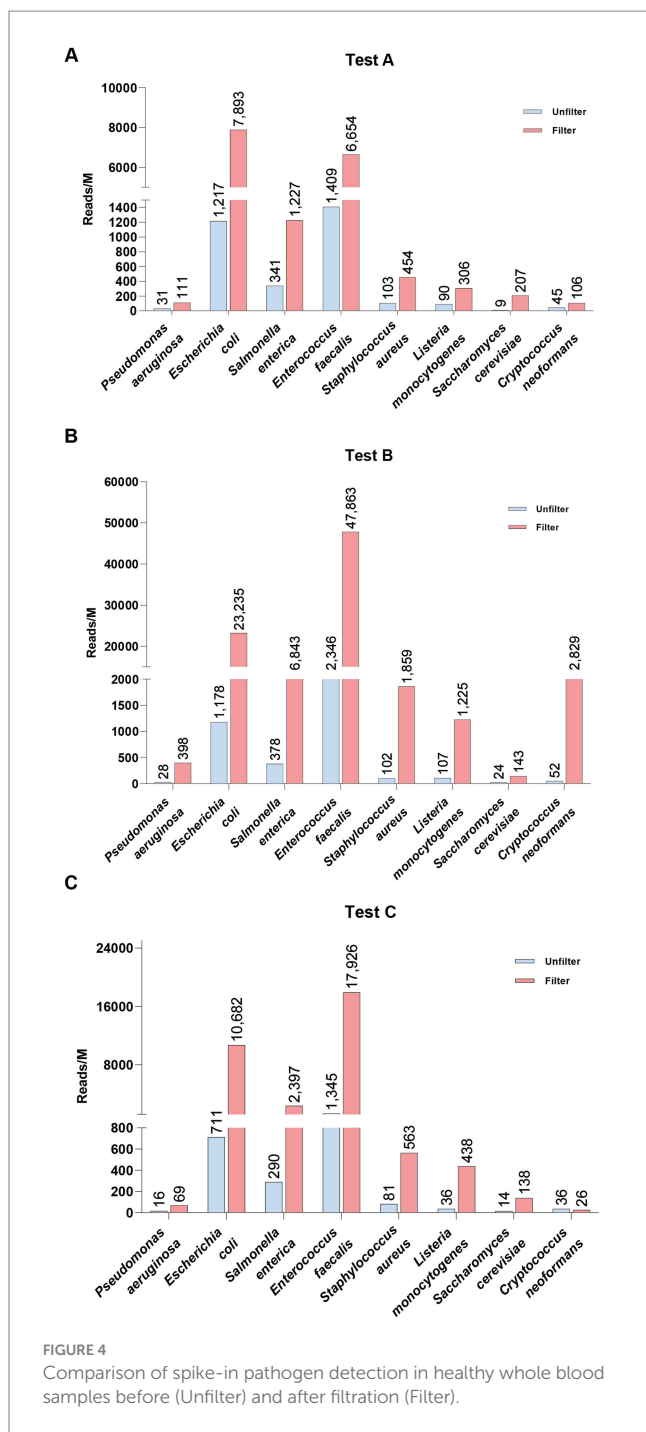 A
Test A
10000
8000
6000
1400
1200
1000
800
600
400
200
0
Reads/M
Unfilter
Filter
31
111
1,217
7,893
341
1,227
1,409
6,654
103
454
90
306
9
207
45
106
Pseudomonas
aeruginosa
Escherichia
coli
Salmonella
enterica
Enterococcus
faecalis
Staphylococcus
aureus
Listeria
monocytogenes
Saccharomyces
cerevisiae
Cryptococcus
neoformans
B
Test B
60000
50000
40000
30000
20000
2000
1500
1000
500
0
Reads/M
Unfilter
Filter
28
398
1,178
23,235
378
6,843
2,346
47,863
102
1,859
107
1,225
24
143
52
2,829
Pseudomonas
aeruginosa
Escherichia
coli
Salmonella
enterica
Enterococcus
faecalis
Staphylococcus
aureus
Listeria
monocytogenes
Saccharomyces
cerevisiae
Cryptococcus
neoformans
C
Test C
24000
16000
8000
800
600
400
200
0
Reads/M
Unfilter
Filter
16
69
711
10,682
290
2,397
1,345
17,926
81
563
36
438
14
138
36
26
Pseudomonas
aeruginosa
Escherichia
coli
Salmonella
enterica
Enterococcus
faecalis
Staphylococcus
aureus
Listeria
monocytogenes
Saccharomyces
cerevisiae
Cryptococcus
neoformans
FIGURE 4
Comparison of spike-in pathogen detection in healthy whole blood
samples before (Unfilter) and after filtration (Filter).